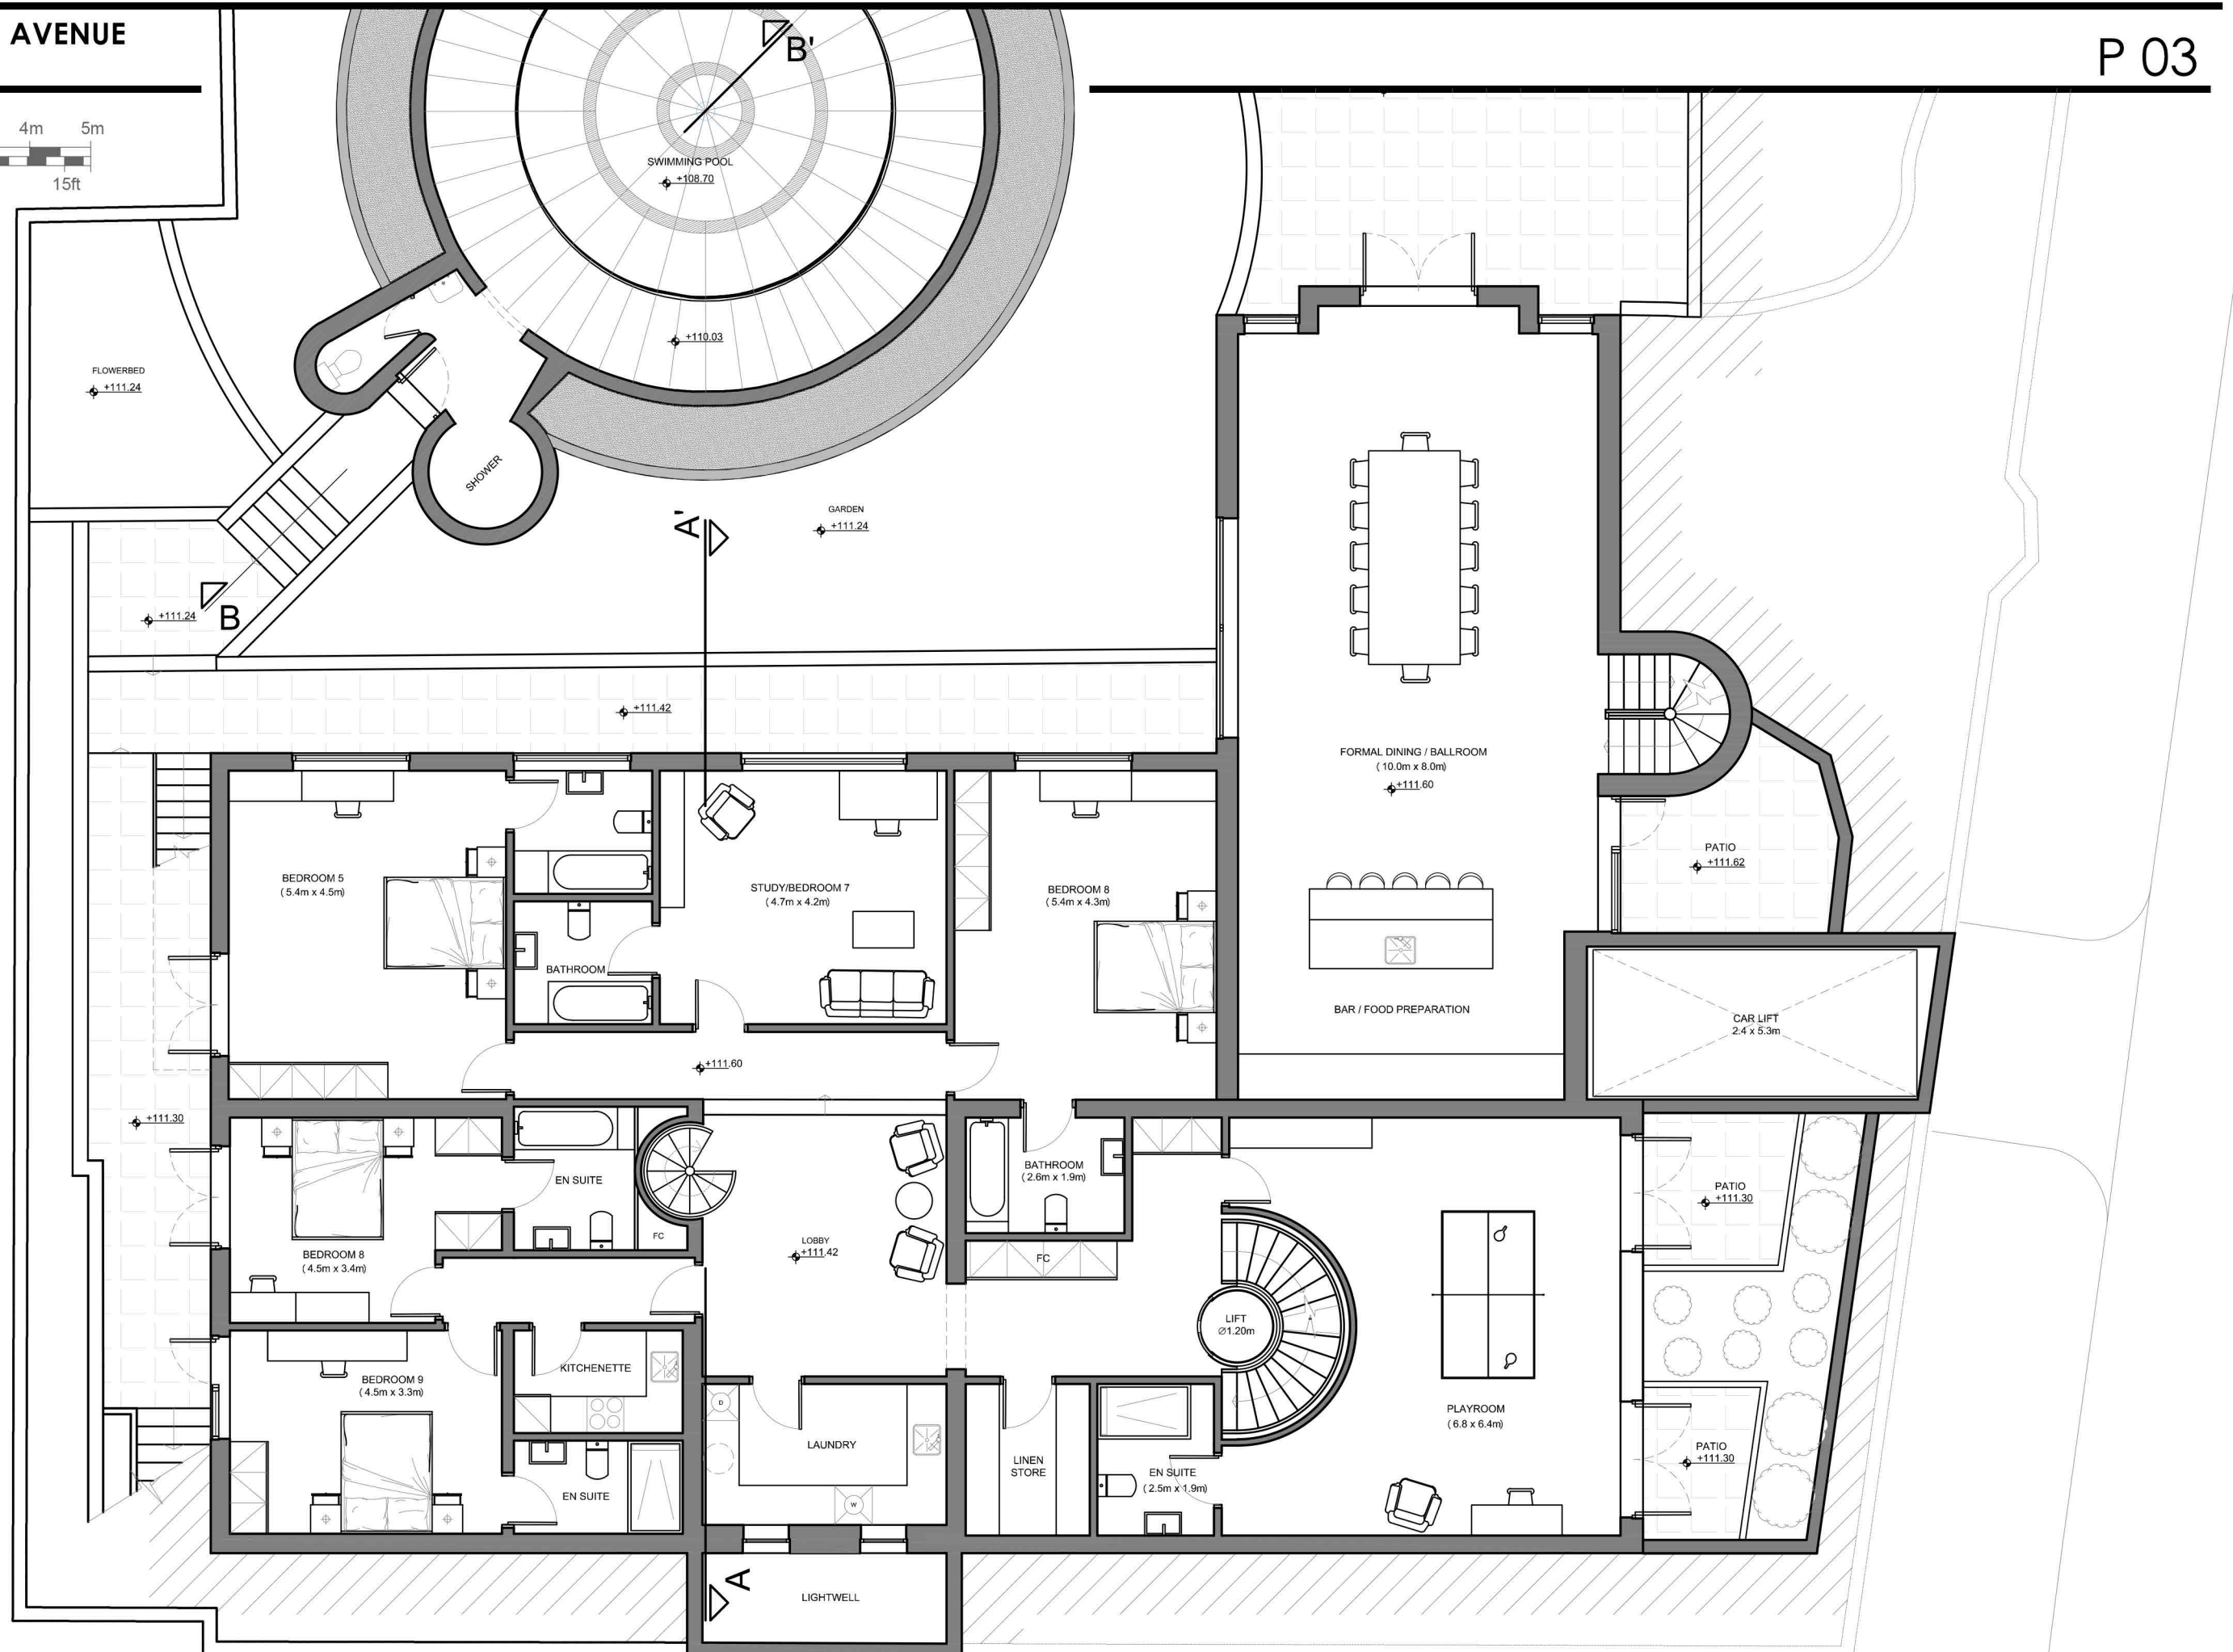 AVENUE
P 03
4m 5m
15ft
B'
SWIMMING POOL
+108.70
+110.03
FLOWERBED
+111.24
SHOWER
A'
GARDEN
+111.24
+111.24
B
+111.42
FORMAL DINING / BALLROOM
( 10.0m x 8.0m)
+111.60
PATIO
+111.62
BEDROOM 5
( 5.4m x 4.5m)
STUDY/BEDROOM 7
( 4.7m x 4.2m)
BEDROOM 8
( 5.4m x 4.3m)
BATHROOM
BAR / FOOD PREPARATION
CAR LIFT
2.4 x 5.3m
+111.60
+111.30
EN SUITE
FC
BATHROOM
( 2.6m x 1.9m)
PATIO
+111.30
BEDROOM 8
( 4.5m x 3.4m)
LOBBY
+111.42
FC
LIFT
Ø1.20m
KITCHENETTE
BEDROOM 9
( 4.5m x 3.3m)
D
PLAYROOM
( 6.8 x 6.4m)
LAUNDRY
W
LINEN
STORE
EN SUITE
( 2.5m x 1.9m)
PATIO
+111.30
EN SUITE
A
LIGHTWELL